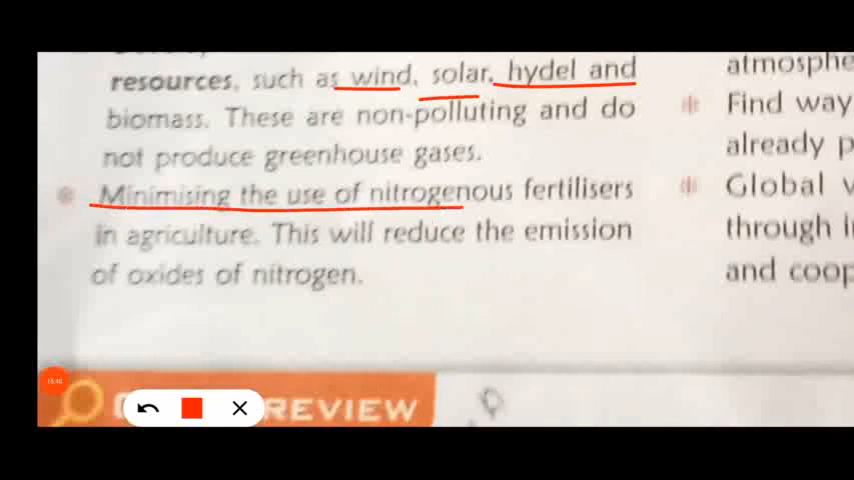 resources, such as wind, solar, hydel and
biomass. These are non-polluting and do
not produce greenhouse gases.
Minimising the use of nitrogenous fertilisers
in agriculture. This will reduce the emission
of oxides of nitrogen.
REVIEW
atmosphe
Find way
already p
Global v
through i
and coop
15:16